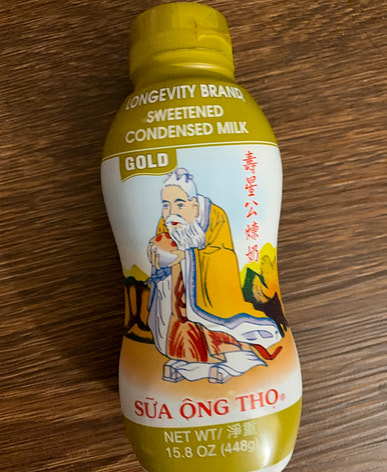 LONGEVITY BRAND
SWEETENED
CONDENSED MILK
GOLD
壽星公煉奶
SỮA ÔNG THỌ®
NET WT/ 淨重
15.8 OZ (448g)